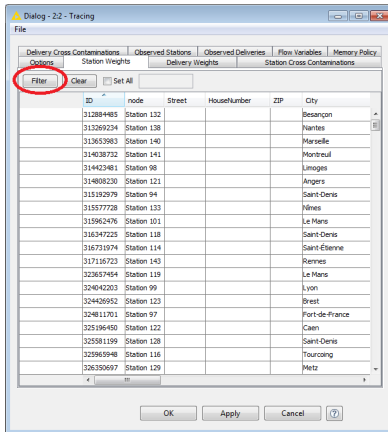 Dialog - 2:2 - Tracing
File
Delivery Cross Contaminations Observed Stations Observed Deliveries Flow Variables Memory Policy
Options Station Weights Delivery Weights Station Cross Contaminations
Filter Clear Set All
ID node Street HouseNumber ZIP City
312884485 Station 132 Besançon
313269234 Station 138 Nantes
313653983 Station 140 Marseille
314038732 Station 141 Montreuil
314423481 Station 98 Limoges
314808230 Station 121 Angers
315192979 Station 94 Saint-Denis
315577728 Station 133 Nîmes
315962476 Station 101 Le Mans
316347225 Station 118 Saint-Denis
316731974 Station 114 Saint-Étienne
317116723 Station 143 Rennes
323657454 Station 119 Le Mans
324042203 Station 99 Lyon
324426952 Station 123 Brest
324811701 Station 97 Fort-de-France
325196450 Station 122 Caen
325581199 Station 128 Saint-Denis
325965948 Station 116 Tourcoing
326350697 Station 129 Metz
OK Apply Cancel ?